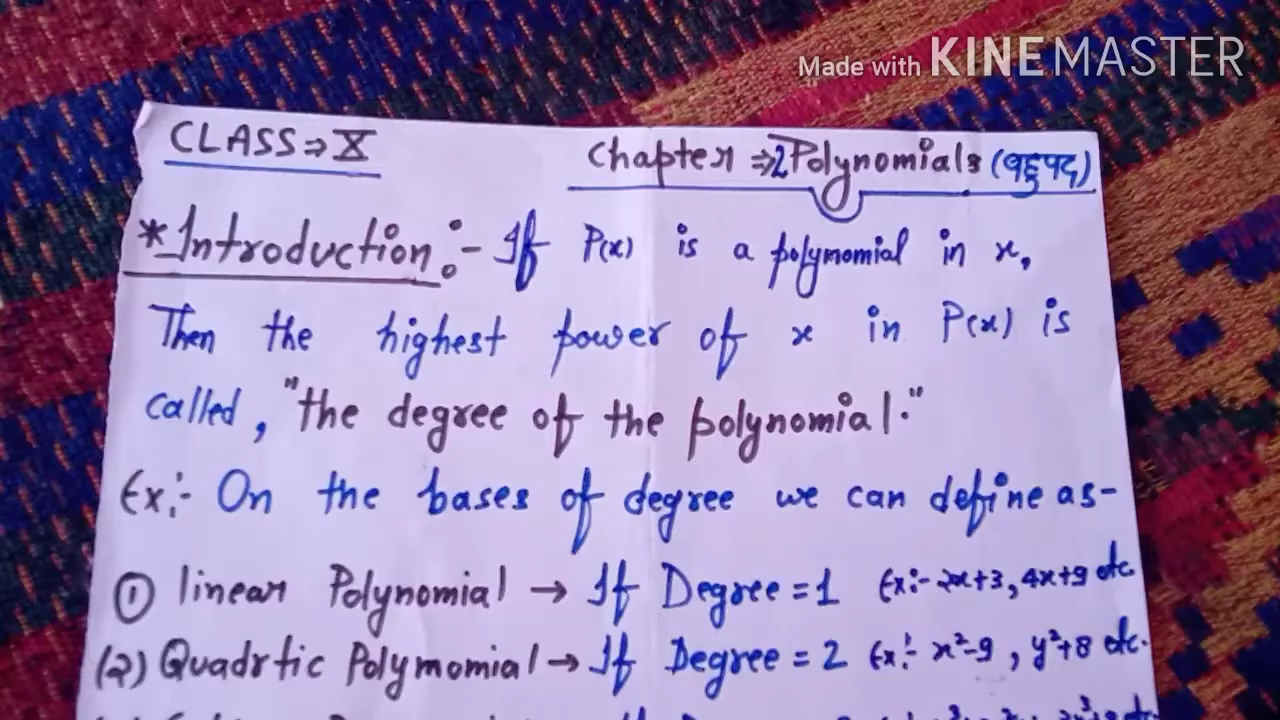 Made with KINEMASTER
CLASS ⇒ X
Chapter ⇒ 2 Polynomials (बहुपद)
*Introduction :- If P(x) is a polynomial in x,
Then the highest power of x in P(x) is
called, "the degree of the polynomial."
Ex:- On the bases of degree we can define as-
① linear Polynomial → If Degree = 1 Ex:- 2x+3, 4x+9 etc
(2) Quadrtic Polymomial → If Degree = 2 Ex:- x²-9, y²+8 etc.